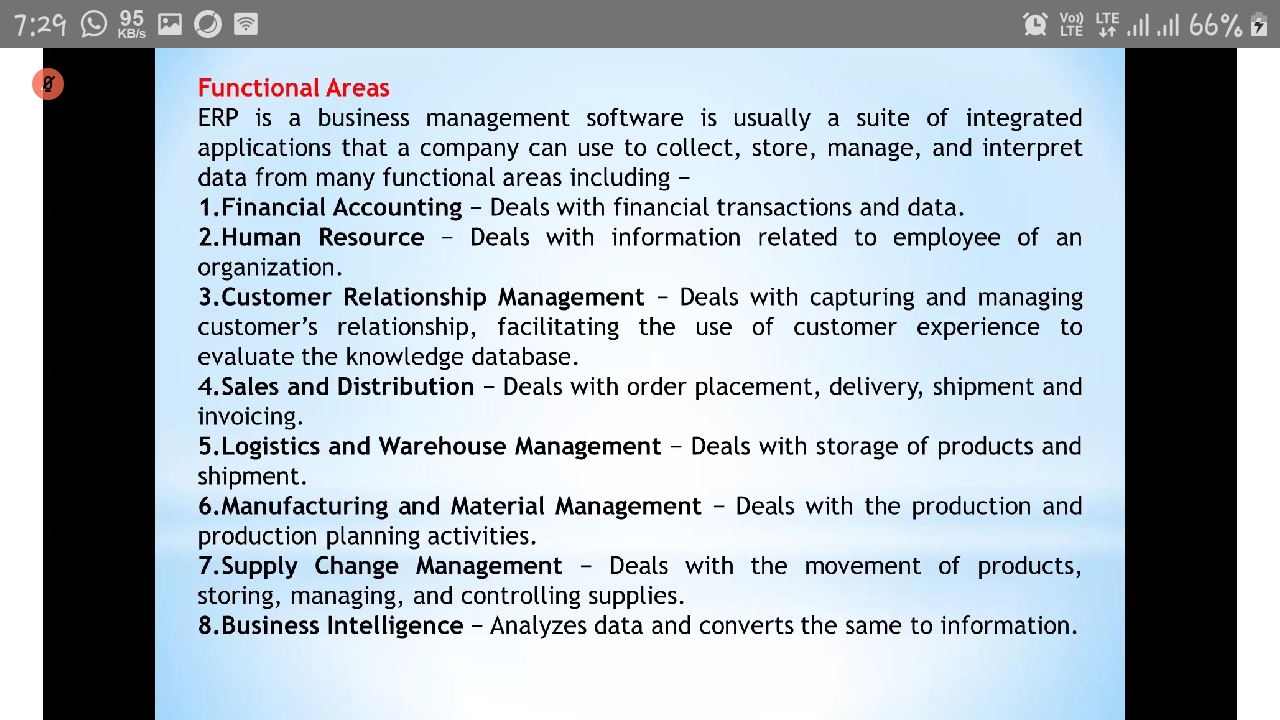 7:29 95 KB/s Vo)) LTE LTE 66%
Functional Areas
ERP is a business management software is usually a suite of integrated
applications that a company can use to collect, store, manage, and interpret
data from many functional areas including –
1.Financial Accounting – Deals with financial transactions and data.
2.Human Resource – Deals with information related to employee of an
organization.
3.Customer Relationship Management – Deals with capturing and managing
customer’s relationship, facilitating the use of customer experience to
evaluate the knowledge database.
4.Sales and Distribution – Deals with order placement, delivery, shipment and
invoicing.
5.Logistics and Warehouse Management – Deals with storage of products and
shipment.
6.Manufacturing and Material Management – Deals with the production and
production planning activities.
7.Supply Change Management – Deals with the movement of products,
storing, managing, and controlling supplies.
8.Business Intelligence – Analyzes data and converts the same to information.